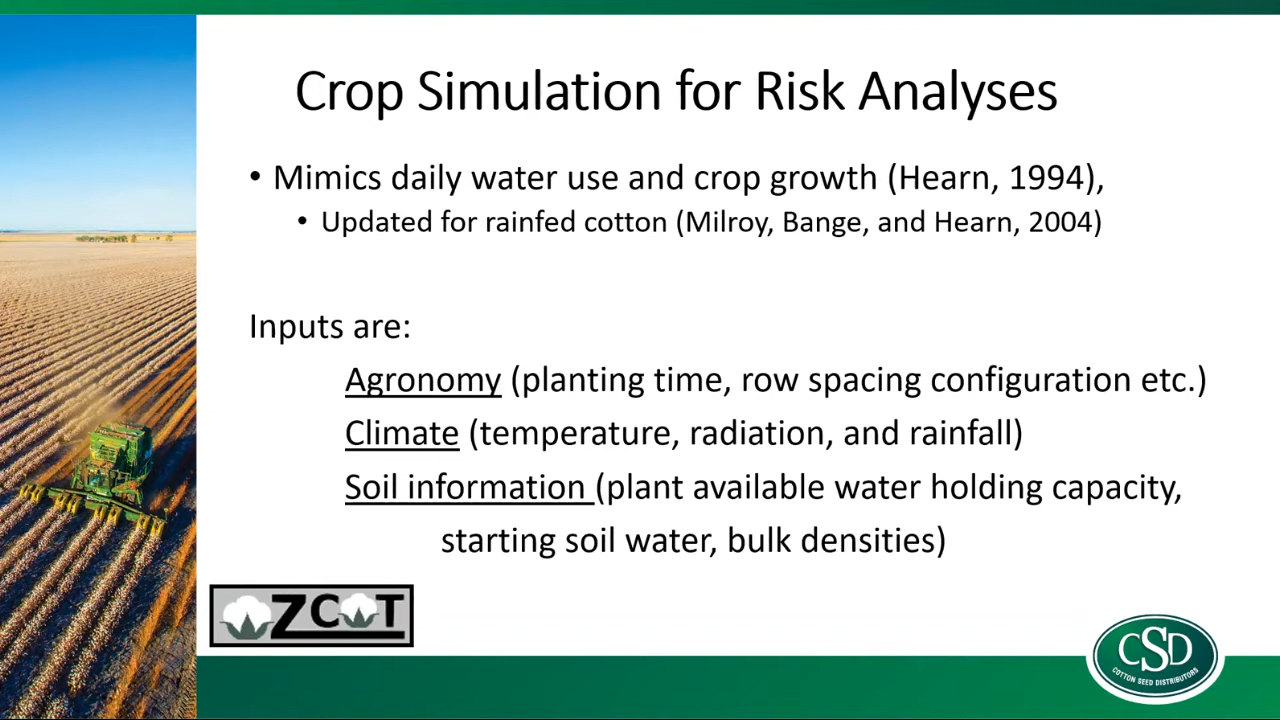 Crop Simulation for Risk Analyses
• Mimics daily water use and crop growth (Hearn, 1994),
• Updated for rainfed cotton (Milroy, Bange, and Hearn, 2004)
Inputs are:
Agronomy (planting time, row spacing configuration etc.)
Climate (temperature, radiation, and rainfall)
Soil information (plant available water holding capacity,
starting soil water, bulk densities)
OZCOT
CSD
COTTON SEED DISTRIBUTORS